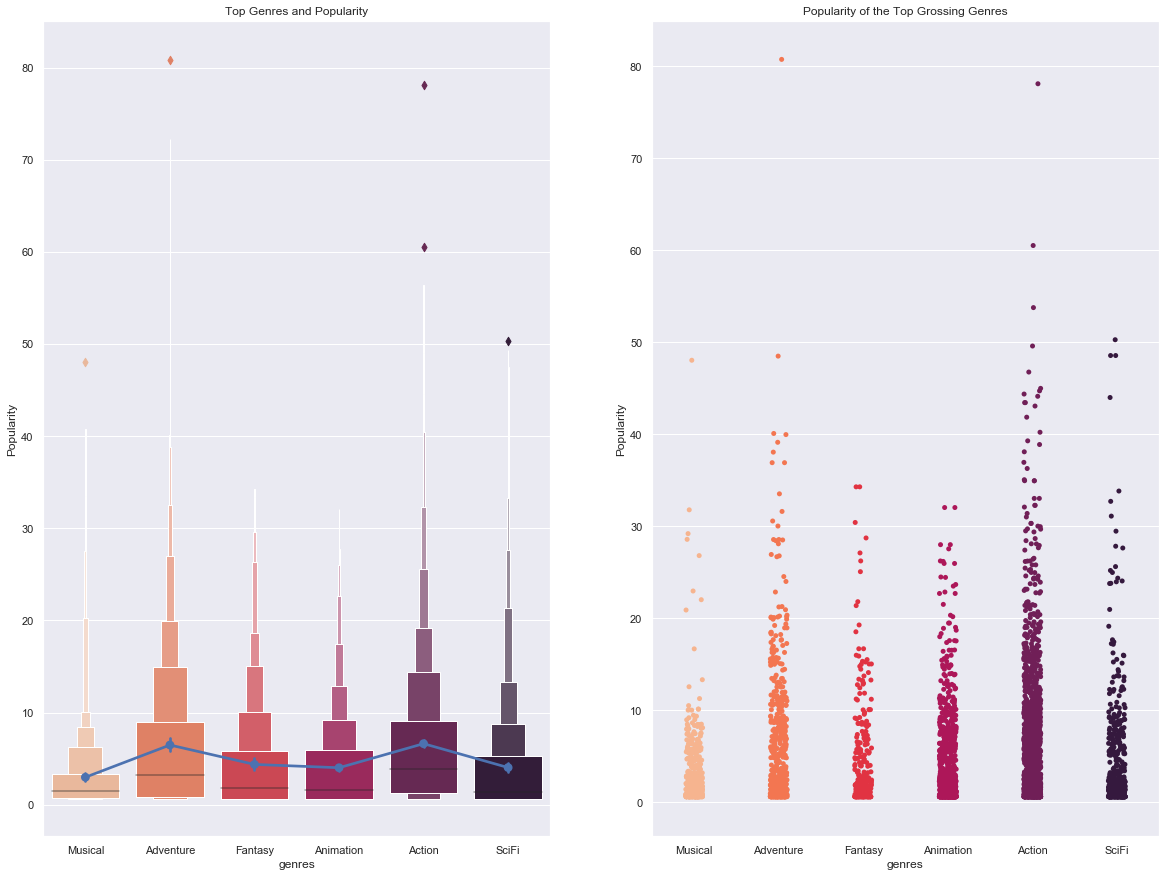 Top Genres and Popularity
80
70
60
50
40
30
20
10
0
Popularity
Musical Adventure Fantasy Animation Action SciFi
genres
Popularity of the Top Grossing Genres
80
70
60
50
40
30
20
10
0
Popularity
Musical Adventure Fantasy Animation Action SciFi
genres